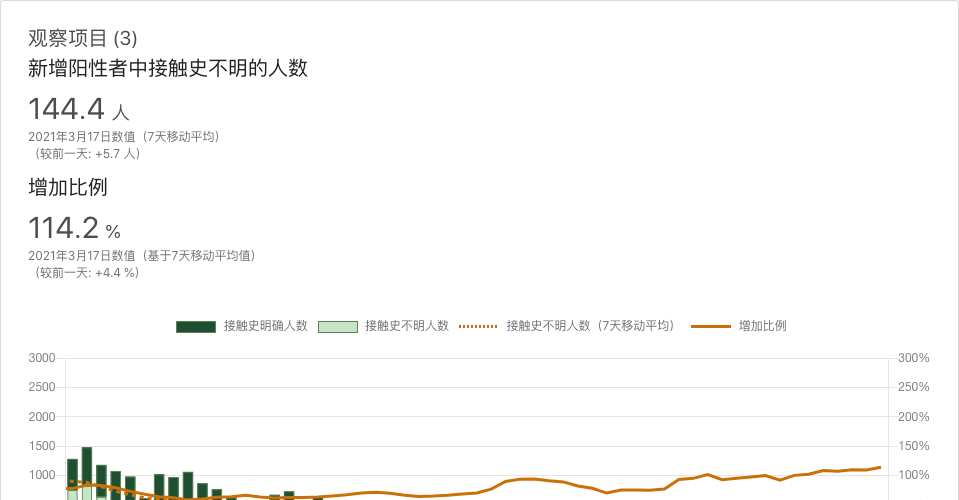 观察项目 (3)
新增阳性者中接触史不明的人数
144.4 人
2021年3月17日数值（7天移动平均）
（较前一天: +5.7 人）
增加比例
114.2 %
2021年3月17日数值（基于7天移动平均值）
（较前一天: +4.4 %）
接触史明确人数 接触史不明人数 接触史不明人数（7天移动平均） 增加比例
3000 300%
2500 250%
2000 200%
1500 150%
1000 100%